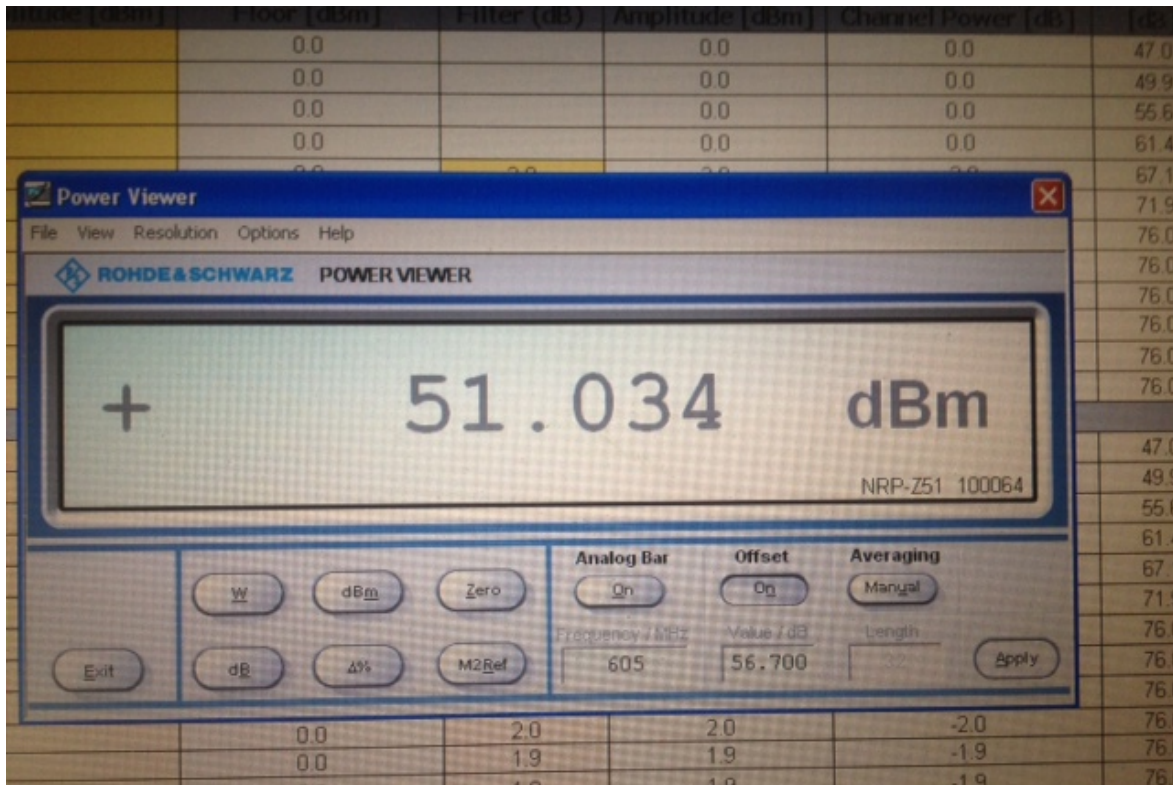 Floor [dBm] Filter (dB) Amplitude [dBm] Channel Power [dB]
0.0 0.0 0.0
0.0 0.0 0.0
0.0 0.0 0.0
0.0 0.0 0.0
Power Viewer
File View Resolution Options Help
ROHDE&SCHWARZ POWER VIEWER
+ 51.034 dBm
NRP-Z51 100064
Analog Bar Offset Averaging
W dBm Zero On On Manual
Frequency / MHz Value / dB Length
Exit dB Δ% M2Ref 605 56.700 Apply
0.0 2.0 2.0 -2.0
0.0 1.9 1.9 -1.9